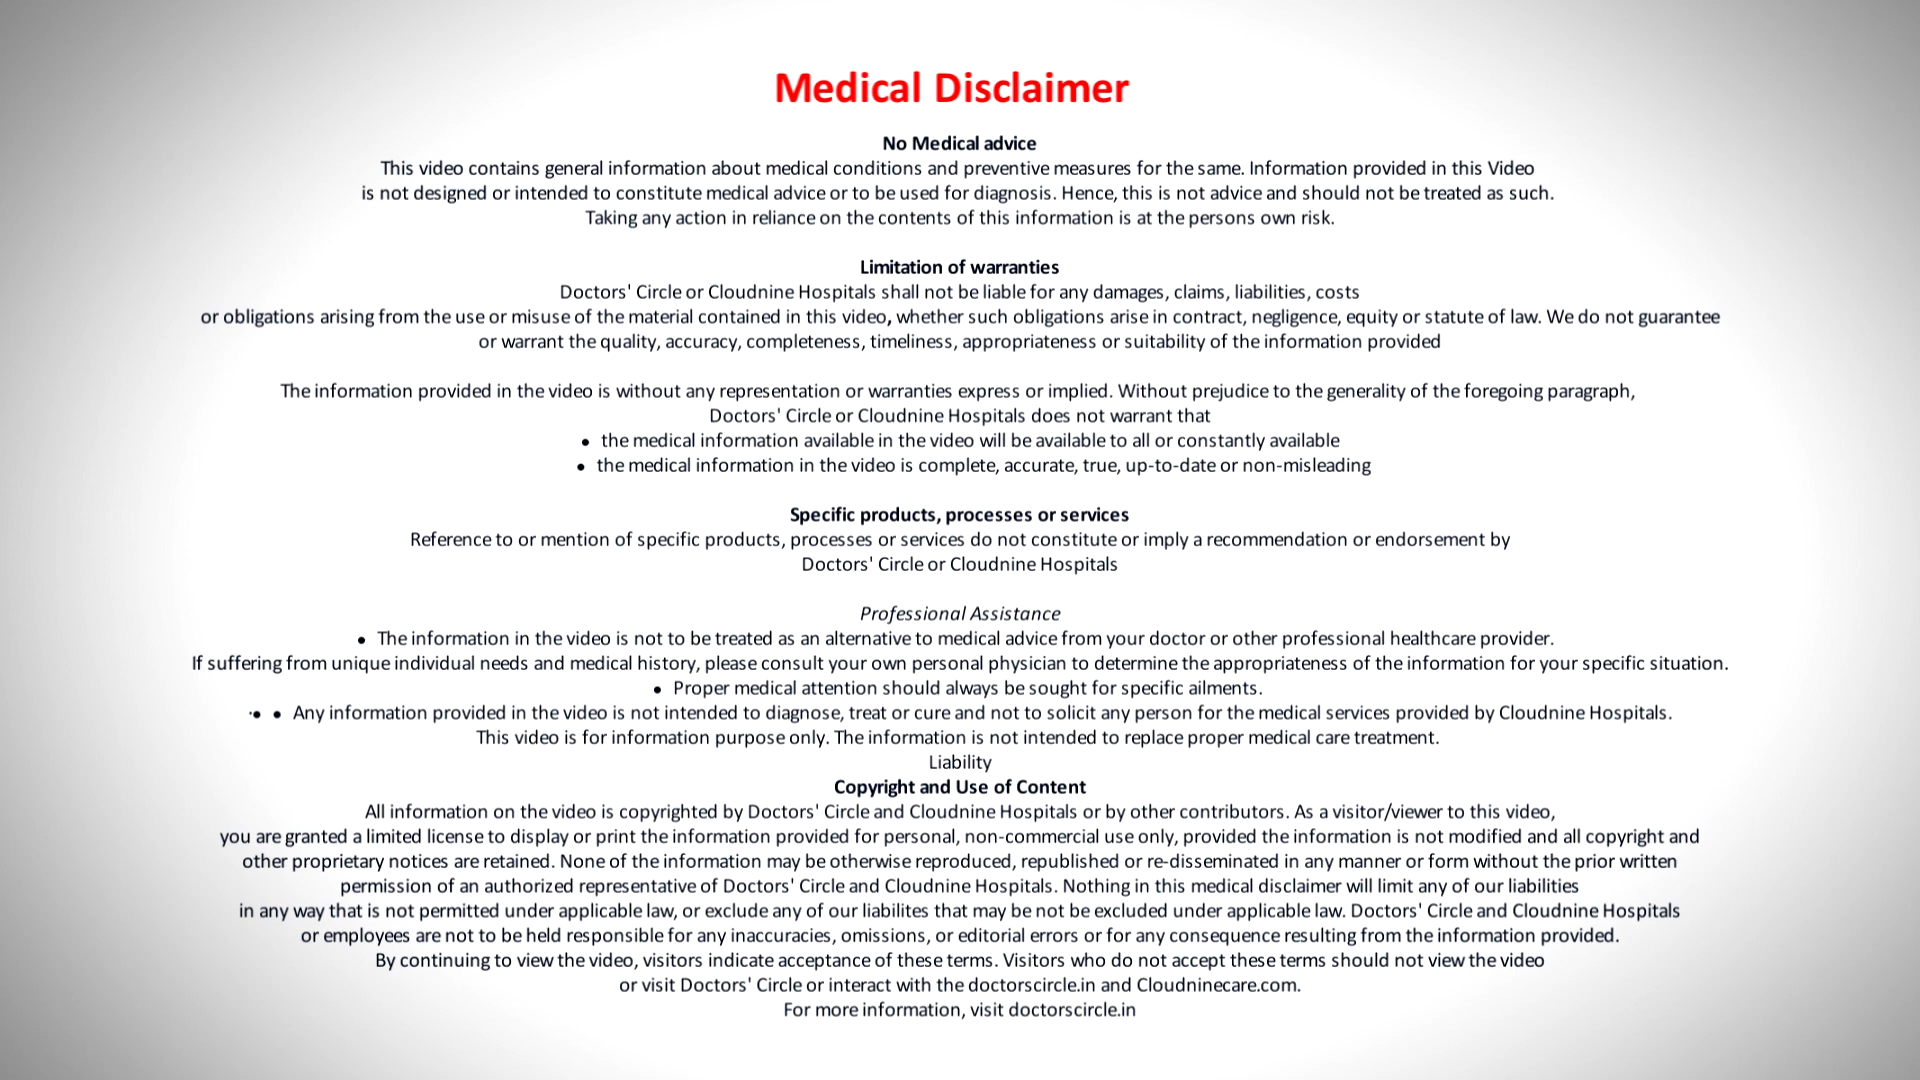 Medical Disclaimer
No Medical advice
This video contains general information about medical conditions and preventive measures for the same. Information provided in this Video
is not designed or intended to constitute medical advice or to be used for diagnosis. Hence, this is not advice and should not be treated as such.
Taking any action in reliance on the contents of this information is at the persons own risk.
Limitation of warranties
Doctors' Circle or Cloudnine Hospitals shall not be liable for any damages, claims, liabilities, costs
or obligations arising from the use or misuse of the material contained in this video, whether such obligations arise in contract, negligence, equity or statute of law. We do not guarantee
or warrant the quality, accuracy, completeness, timeliness, appropriateness or suitability of the information provided
The information provided in the video is without any representation or warranties express or implied. Without prejudice to the generality of the foregoing paragraph,
Doctors' Circle or Cloudnine Hospitals does not warrant that
• the medical information available in the video will be available to all or constantly available
• the medical information in the video is complete, accurate, true, up-to-date or non-misleading
Specific products, processes or services
Reference to or mention of specific products, processes or services do not constitute or imply a recommendation or endorsement by
Doctors' Circle or Cloudnine Hospitals
Professional Assistance
• The information in the video is not to be treated as an alternative to medical advice from your doctor or other professional healthcare provider.
If suffering from unique individual needs and medical history, please consult your own personal physician to determine the appropriateness of the information for your specific situation.
• Proper medical attention should always be sought for specific ailments.
·• • Any information provided in the video is not intended to diagnose, treat or cure and not to solicit any person for the medical services provided by Cloudnine Hospitals.
This video is for information purpose only. The information is not intended to replace proper medical care treatment.
Liability
Copyright and Use of Content
All information on the video is copyrighted by Doctors' Circle and Cloudnine Hospitals or by other contributors. As a visitor/viewer to this video,
you are granted a limited license to display or print the information provided for personal, non-commercial use only, provided the information is not modified and all copyright and
other proprietary notices are retained. None of the information may be otherwise reproduced, republished or re-disseminated in any manner or form without the prior written
permission of an authorized representative of Doctors' Circle and Cloudnine Hospitals. Nothing in this medical disclaimer will limit any of our liabilities
in any way that is not permitted under applicable law, or exclude any of our liabilites that may be not be excluded under applicable law. Doctors' Circle and Cloudnine Hospitals
or employees are not to be held responsible for any inaccuracies, omissions, or editorial errors or for any consequence resulting from the information provided.
By continuing to view the video, visitors indicate acceptance of these terms. Visitors who do not accept these terms should not view the video
or visit Doctors' Circle or interact with the doctorscircle.in and Cloudninecare.com.
For more information, visit doctorscircle.in